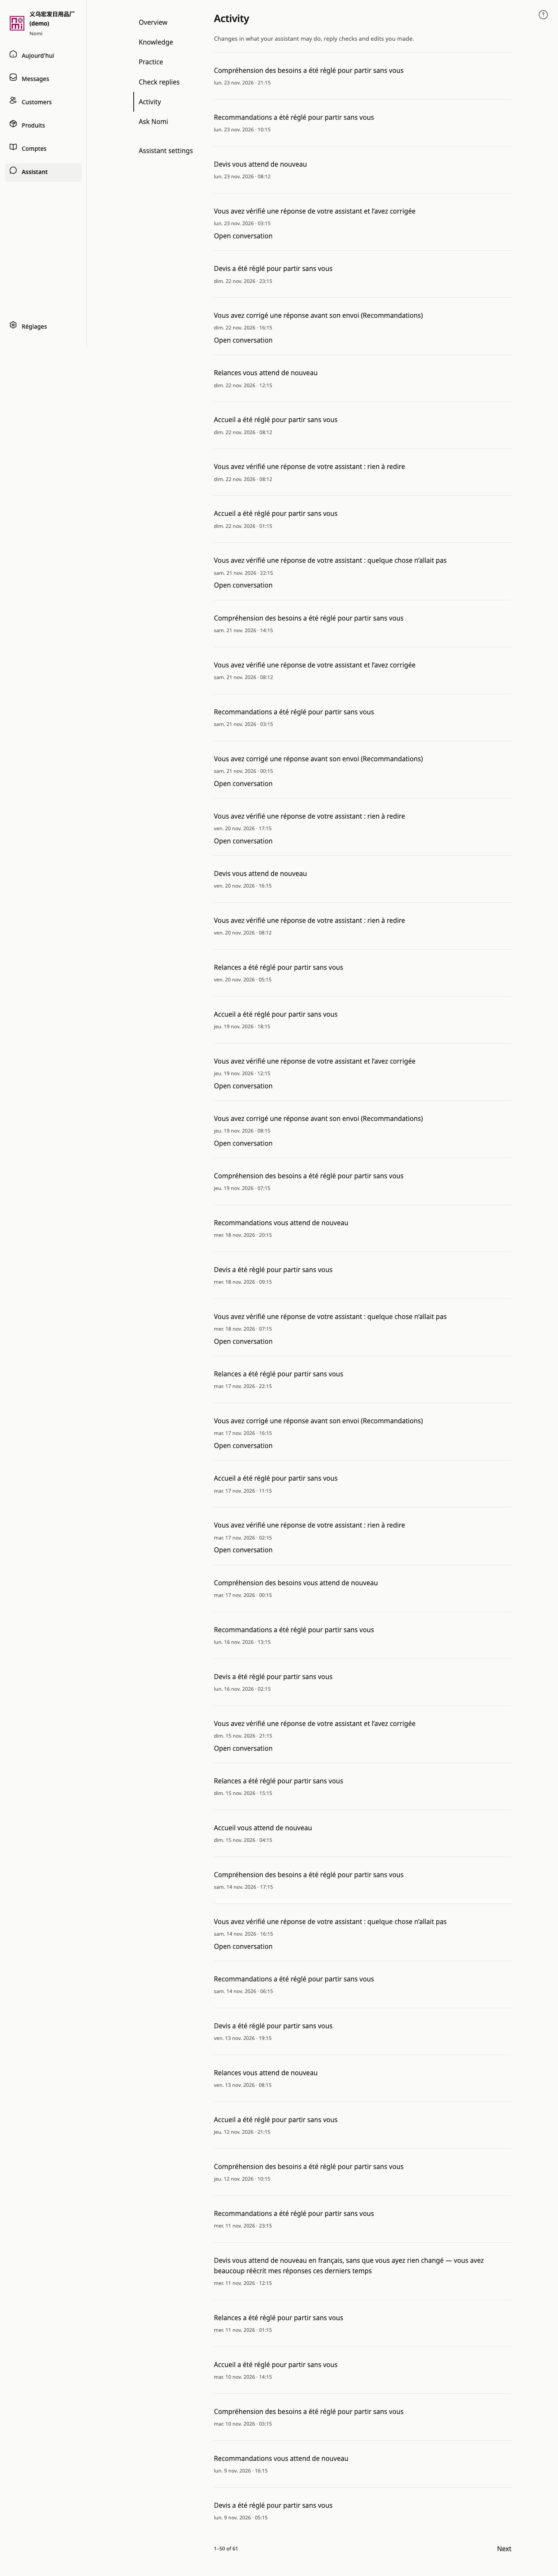 义乌宏发日用品厂
(demo)
Nomi
Aujourd'hui
Messages
Customers
Produits
Comptes
Assistant
Réglages
Overview
Knowledge
Practice
Check replies
Activity
Ask Nomi
Assistant settings
Activity
Changes in what your assistant may do, reply checks and edits you made.
Compréhension des besoins a été réglé pour partir sans vous
lun. 23 nov. 2026 · 21:15
Recommandations a été réglé pour partir sans vous
lun. 23 nov. 2026 · 10:15
Devis vous attend de nouveau
lun. 23 nov. 2026 · 08:12
Vous avez vérifié une réponse de votre assistant et l'avez corrigée
lun. 23 nov. 2026 · 03:15
Open conversation
Devis a été réglé pour partir sans vous
dim. 22 nov. 2026 · 23:15
Vous avez corrigé une réponse avant son envoi (Recommandations)
dim. 22 nov. 2026 · 16:15
Open conversation
Relances vous attend de nouveau
dim. 22 nov. 2026 · 12:15
Accueil a été réglé pour partir sans vous
dim. 22 nov. 2026 · 08:12
Vous avez vérifié une réponse de votre assistant : rien à redire
dim. 22 nov. 2026 · 08:12
Accueil a été réglé pour partir sans vous
dim. 22 nov. 2026 · 01:15
Vous avez vérifié une réponse de votre assistant : quelque chose n'allait pas
sam. 21 nov. 2026 · 22:15
Open conversation
Compréhension des besoins a été réglé pour partir sans vous
sam. 21 nov. 2026 · 14:15
Vous avez vérifié une réponse de votre assistant et l'avez corrigée
sam. 21 nov. 2026 · 08:12
Recommandations a été réglé pour partir sans vous
sam. 21 nov. 2026 · 03:15
Vous avez corrigé une réponse avant son envoi (Recommandations)
sam. 21 nov. 2026 · 00:15
Open conversation
Vous avez vérifié une réponse de votre assistant : rien à redire
ven. 20 nov. 2026 · 17:15
Open conversation
Devis vous attend de nouveau
ven. 20 nov. 2026 · 16:15
Vous avez vérifié une réponse de votre assistant : rien à redire
ven. 20 nov. 2026 · 08:12
Relances a été réglé pour partir sans vous
ven. 20 nov. 2026 · 05:15
Accueil a été réglé pour partir sans vous
jeu. 19 nov. 2026 · 18:15
Vous avez vérifié une réponse de votre assistant et l'avez corrigée
jeu. 19 nov. 2026 · 12:15
Open conversation
Vous avez corrigé une réponse avant son envoi (Recommandations)
jeu. 19 nov. 2026 · 08:15
Open conversation
Compréhension des besoins a été réglé pour partir sans vous
jeu. 19 nov. 2026 · 07:15
Recommandations vous attend de nouveau
mer. 18 nov. 2026 · 20:15
Devis a été réglé pour partir sans vous
mer. 18 nov. 2026 · 09:15
Vous avez vérifié une réponse de votre assistant : quelque chose n'allait pas
mer. 18 nov. 2026 · 07:15
Open conversation
Relances a été réglé pour partir sans vous
mar. 17 nov. 2026 · 22:15
Vous avez corrigé une réponse avant son envoi (Recommandations)
mar. 17 nov. 2026 · 16:15
Open conversation
Accueil a été réglé pour partir sans vous
mar. 17 nov. 2026 · 11:15
Vous avez vérifié une réponse de votre assistant : rien à redire
mar. 17 nov. 2026 · 02:15
Open conversation
Compréhension des besoins vous attend de nouveau
mar. 17 nov. 2026 · 00:15
Recommandations a été réglé pour partir sans vous
lun. 16 nov. 2026 · 13:15
Devis a été réglé pour partir sans vous
lun. 16 nov. 2026 · 02:15
Vous avez vérifié une réponse de votre assistant et l'avez corrigée
dim. 15 nov. 2026 · 21:15
Open conversation
Relances a été réglé pour partir sans vous
dim. 15 nov. 2026 · 15:15
Accueil vous attend de nouveau
dim. 15 nov. 2026 · 04:15
Compréhension des besoins a été réglé pour partir sans vous
sam. 14 nov. 2026 · 17:15
Vous avez vérifié une réponse de votre assistant : quelque chose n'allait pas
sam. 14 nov. 2026 · 16:15
Open conversation
Recommandations a été réglé pour partir sans vous
sam. 14 nov. 2026 · 06:15
Devis a été réglé pour partir sans vous
ven. 13 nov. 2026 · 19:15
Relances vous attend de nouveau
ven. 13 nov. 2026 · 08:15
Accueil a été réglé pour partir sans vous
jeu. 12 nov. 2026 · 21:15
Compréhension des besoins a été réglé pour partir sans vous
jeu. 12 nov. 2026 · 10:15
Recommandations a été réglé pour partir sans vous
mer. 11 nov. 2026 · 23:15
Devis vous attend de nouveau en français, sans que vous ayez rien changé — vous avez
beaucoup réécrit mes réponses ces derniers temps
mer. 11 nov. 2026 · 12:15
Relances a été réglé pour partir sans vous
mer. 11 nov. 2026 · 01:15
Accueil a été réglé pour partir sans vous
mar. 10 nov. 2026 · 14:15
Compréhension des besoins a été réglé pour partir sans vous
mar. 10 nov. 2026 · 03:15
Recommandations vous attend de nouveau
lun. 9 nov. 2026 · 16:15
Devis a été réglé pour partir sans vous
lun. 9 nov. 2026 · 05:15
1–50 of 61
Next